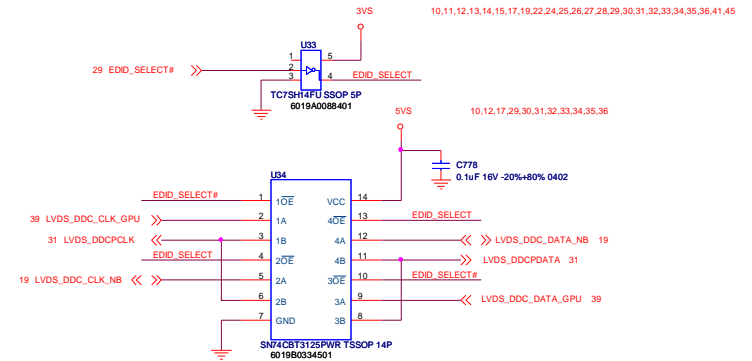 3VS 10,11,12,13,14,15,17,19,22,24,25,26,27,28,29,30,31,32,33,34,35,36,41,45
U33
1 5
29 EDID_SELECT# 2
3 4 EDID_SELECT
TC7SH14FU SSOP 5P
6019A0088401
5VS 10,12,17,29,30,31,32,33,34,35,36
C778
0.1uF 16V -20%+80% 0402
U34
EDID_SELECT# 1 1OE VCC 14
39 LVDS_DDC_CLK_GPU 2 1A 4OE 13 EDID_SELECT
31 LVDS_DDCPCLK 3 1B 4A 12 LVDS_DDC_DATA_NB 19
EDID_SELECT 4 2OE 4B 11 LVDS_DDCPDATA 31
19 LVDS_DDC_CLK_NB 5 2A 3OE 10 EDID_SELECT#
6 2B 3A 9 LVDS_DDC_DATA_GPU 39
7 GND 3B 8
SN74CBT3125PWR TSSOP 14P
6019B0334501